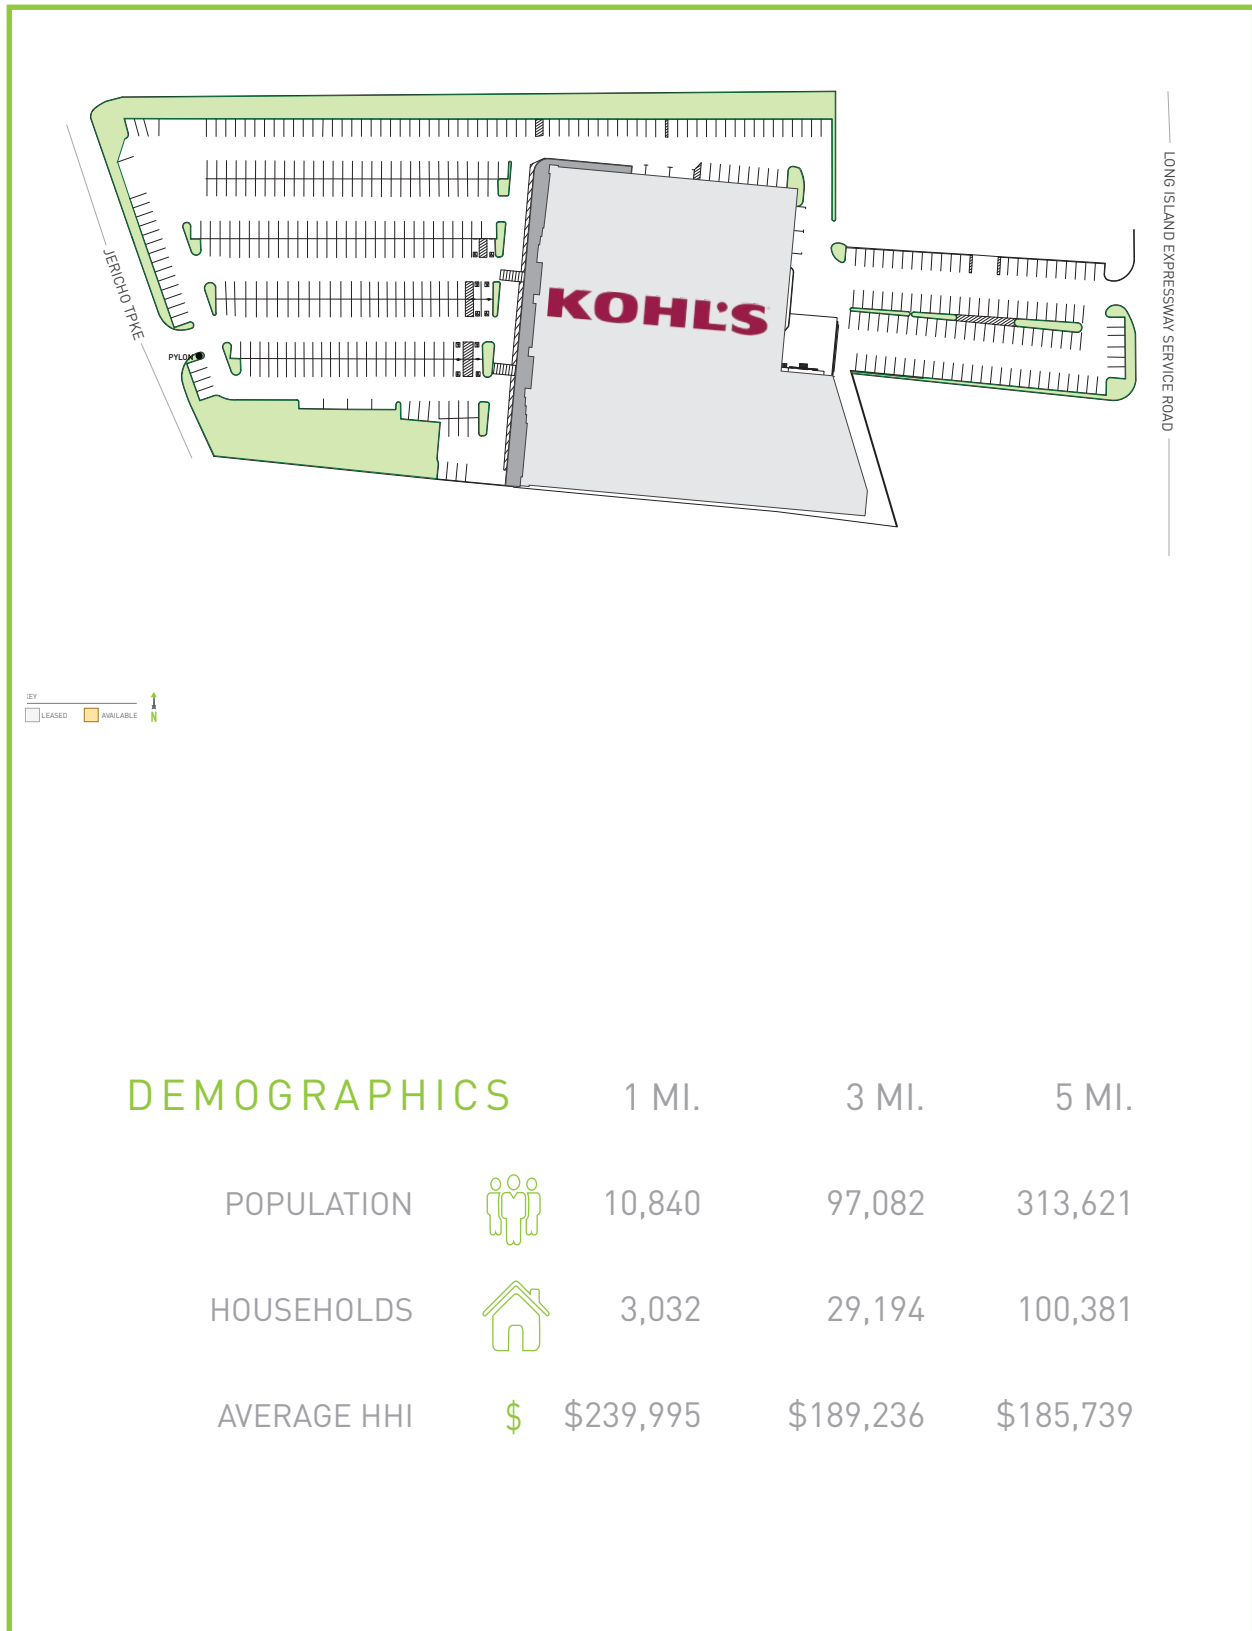 JERICHO TPKE
PYLON
KOHL'S
LONG ISLAND EXPRESSWAY SERVICE ROAD
KEY
LEASED
AVAILABLE
N
DEMOGRAPHICS 1 MI. 3 MI. 5 MI.
POPULATION 10,840 97,082 313,621
HOUSEHOLDS 3,032 29,194 100,381
AVERAGE HHI $ $239,995 $189,236 $185,739